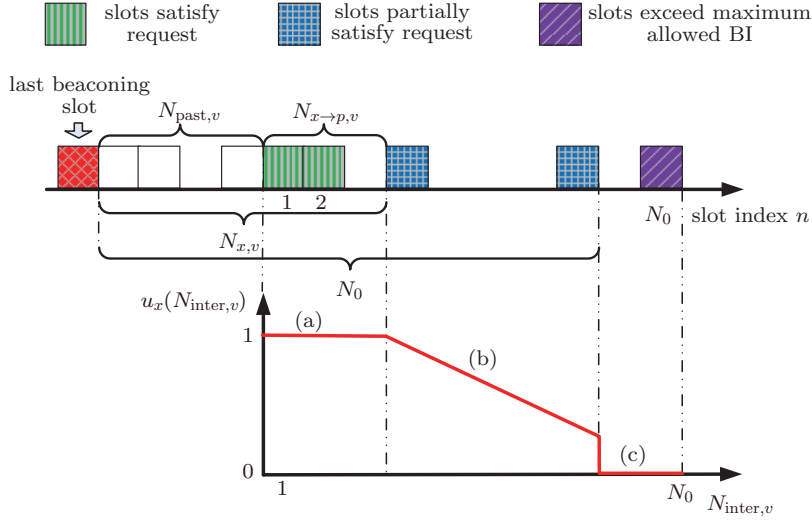 slots satisfy
request
slots partially
satisfy request
slots exceed maximum
allowed BI
last beaconing
slot
N_{past,v}
N_{x→p,v}
1 2
N_0 slot index n
N_{x,v}
N_0
u_x(N_{inter,v})
1
(a)
(b)
(c)
0
1
N_0
N_{inter,v}